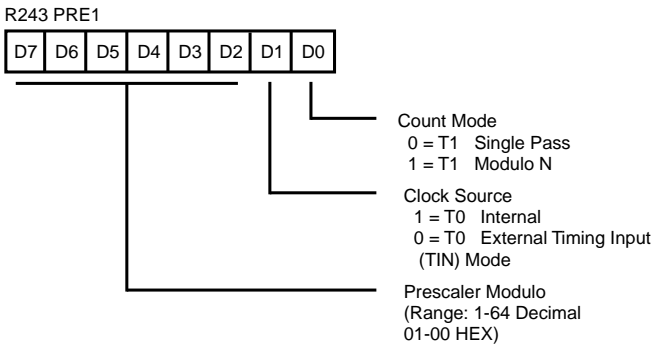 R243 PRE1
D7 D6 D5 D4 D3 D2 D1 D0
Count Mode
0 = T1 Single Pass
1 = T1 Modulo N
Clock Source
1 = T0 Internal
0 = T0 External Timing Input
(TIN) Mode
Prescaler Modulo
(Range: 1-64 Decimal
01-00 HEX)